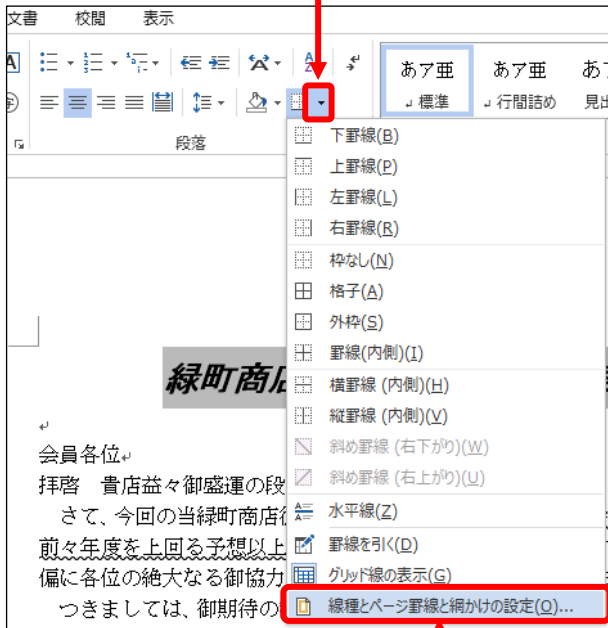 文書 校閲 表示
あア亜 あア亜 あア
↲ 標準 ↲ 行間詰め 見出
段落
下罫線(B)
上罫線(P)
左罫線(L)
右罫線(R)
枠なし(N)
格子(A)
外枠(S)
罫線(内側)(I)
横罫線 (内側)(H)
縦罫線 (内側)(V)
斜め罫線 (右下がり)(W)
斜め罫線 (右上がり)(U)
水平線(Z)
罫線を引く(D)
グリッド線の表示(G)
線種とページ罫線と網かけの設定(O)...
緑町商店
会員各位
拝啓 貴店益々御盛運の段
さて、今回の当緑町商店
前々年度を上回る予想以上
偏に各位の絶大なる御協力
つきましては、御期待の